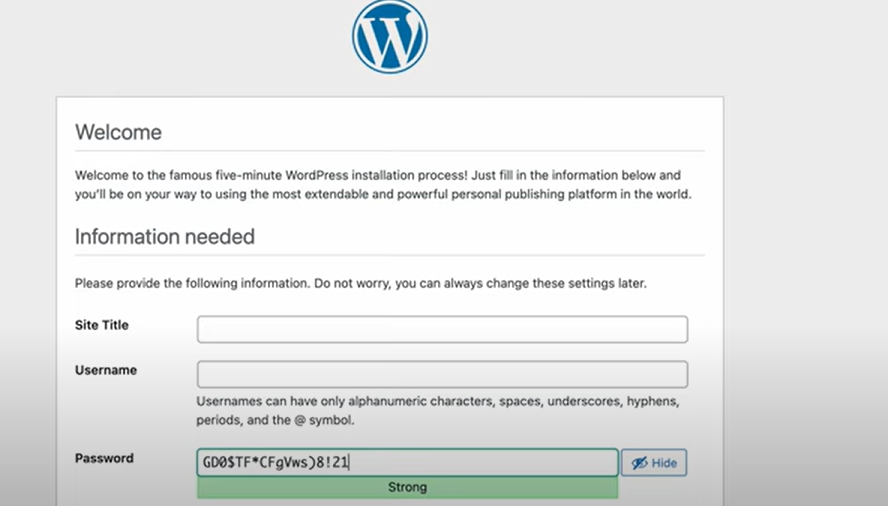 Welcome
Welcome to the famous five-minute WordPress installation process! Just fill in the information below and
you'll be on your way to using the most extendable and powerful personal publishing platform in the world.
Information needed
Please provide the following information. Do not worry, you can always change these settings later.
Site Title
Username
Usernames can have only alphanumeric characters, spaces, underscores, hyphens,
periods, and the @ symbol.
Password GD0$TF*CFgVws)8!21 Hide
Strong